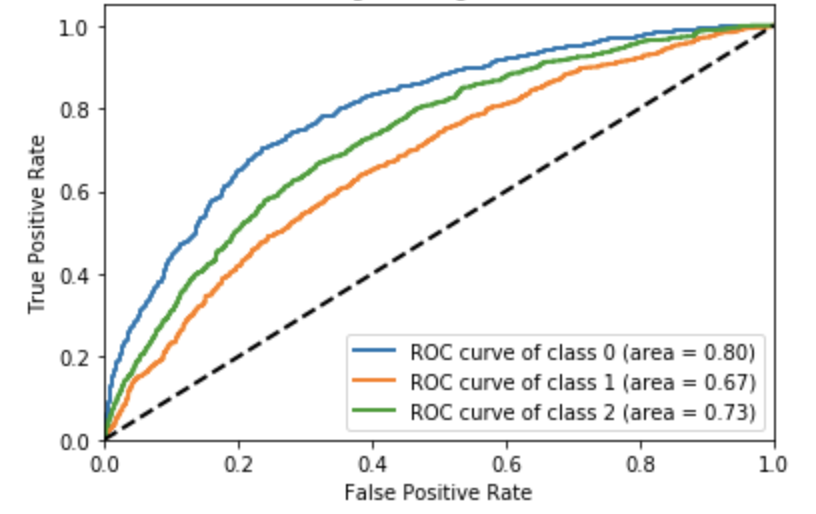 1.0
0.8
0.6
0.4
0.2
0.0
True Positive Rate
ROC curve of class 0 (area = 0.80)
ROC curve of class 1 (area = 0.67)
ROC curve of class 2 (area = 0.73)
0.0 0.2 0.4 0.6 0.8 1.0
False Positive Rate